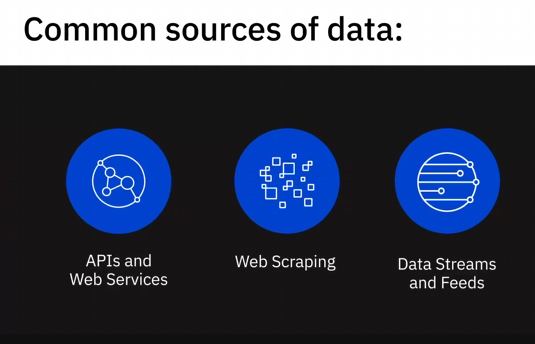 Common sources of data:
APIs and
Web Services
Web Scraping
Data Streams
and Feeds